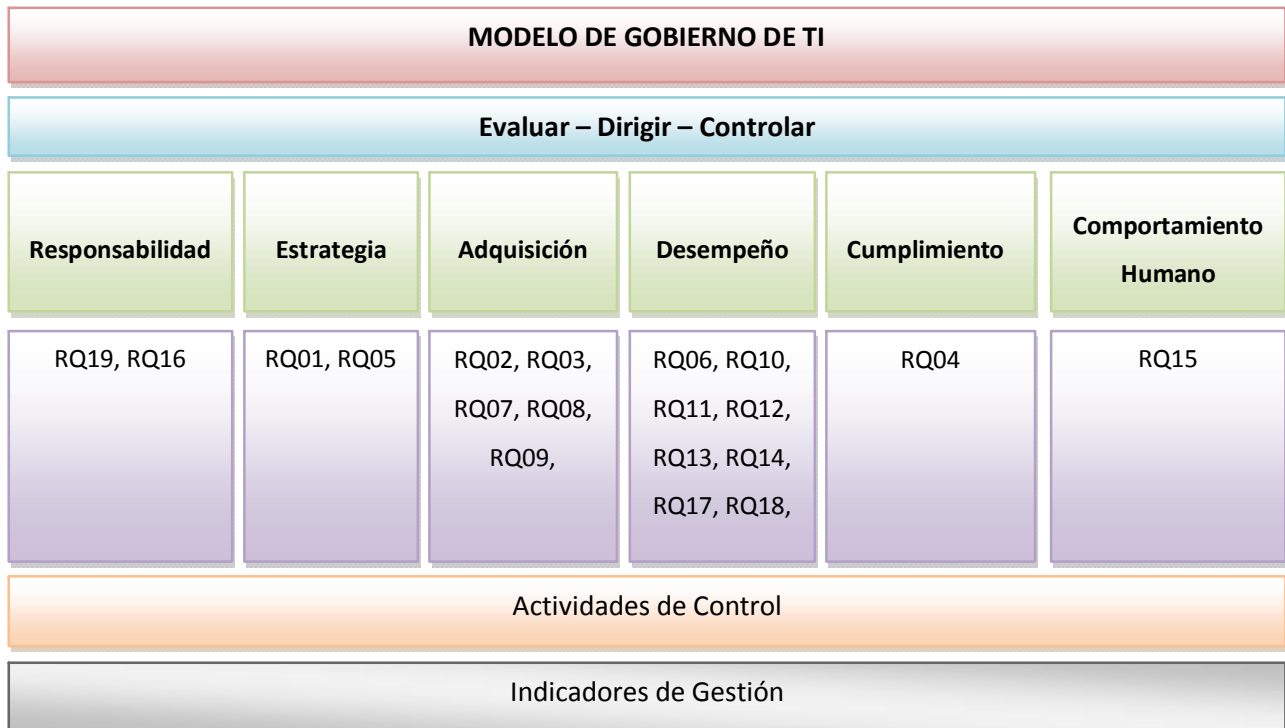 MODELO DE GOBIERNO DE TI
Evaluar – Dirigir – Controlar
Responsabilidad
Estrategia
Adquisición
Desempeño
Cumplimiento
Comportamiento
Humano
RQ19, RQ16
RQ01, RQ05
RQ02, RQ03,
RQ07, RQ08,
RQ09,
RQ06, RQ10,
RQ11, RQ12,
RQ13, RQ14,
RQ17, RQ18,
RQ04
RQ15
Actividades de Control
Indicadores de Gestión